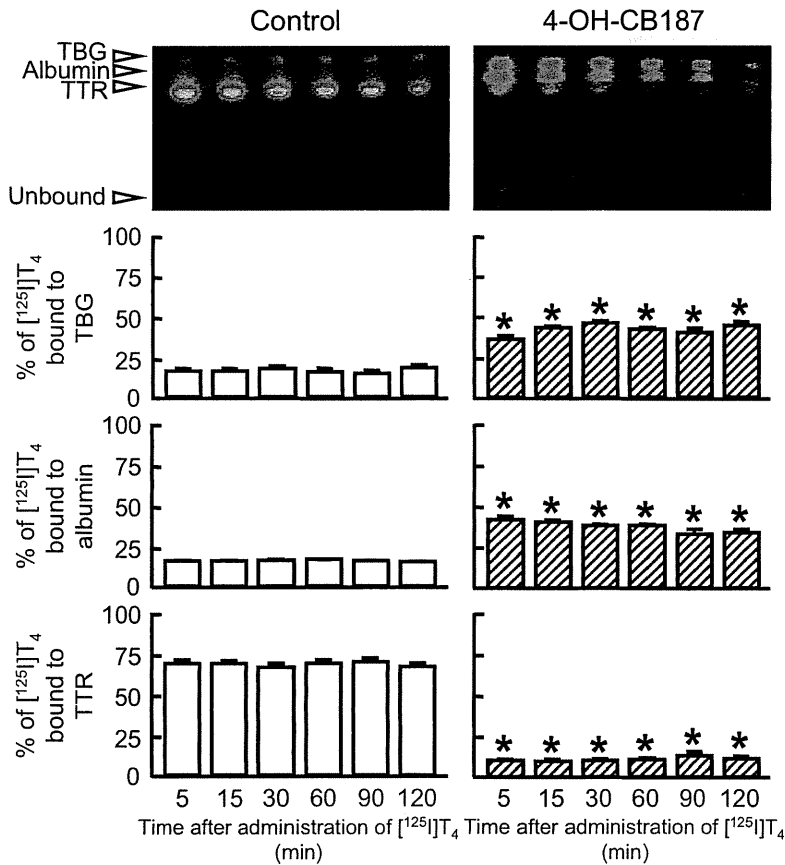 Control 4-OH-CB187
TBG
Albumin
TTR
Unbound
% of [¹²⁵I]T₄
bound to
TBG
100
75
50
25
0
* * * * * *
% of [¹²⁵I]T₄
bound to
albumin
100
75
50
25
0
* * * * * *
% of [¹²⁵I]T₄
bound to
TTR
100
75
50
25
0
* * * * * *
5 15 30 60 90 120 5 15 30 60 90 120
Time after administration of [¹²⁵I]T₄ Time after administration of [¹²⁵I]T₄
(min) (min)